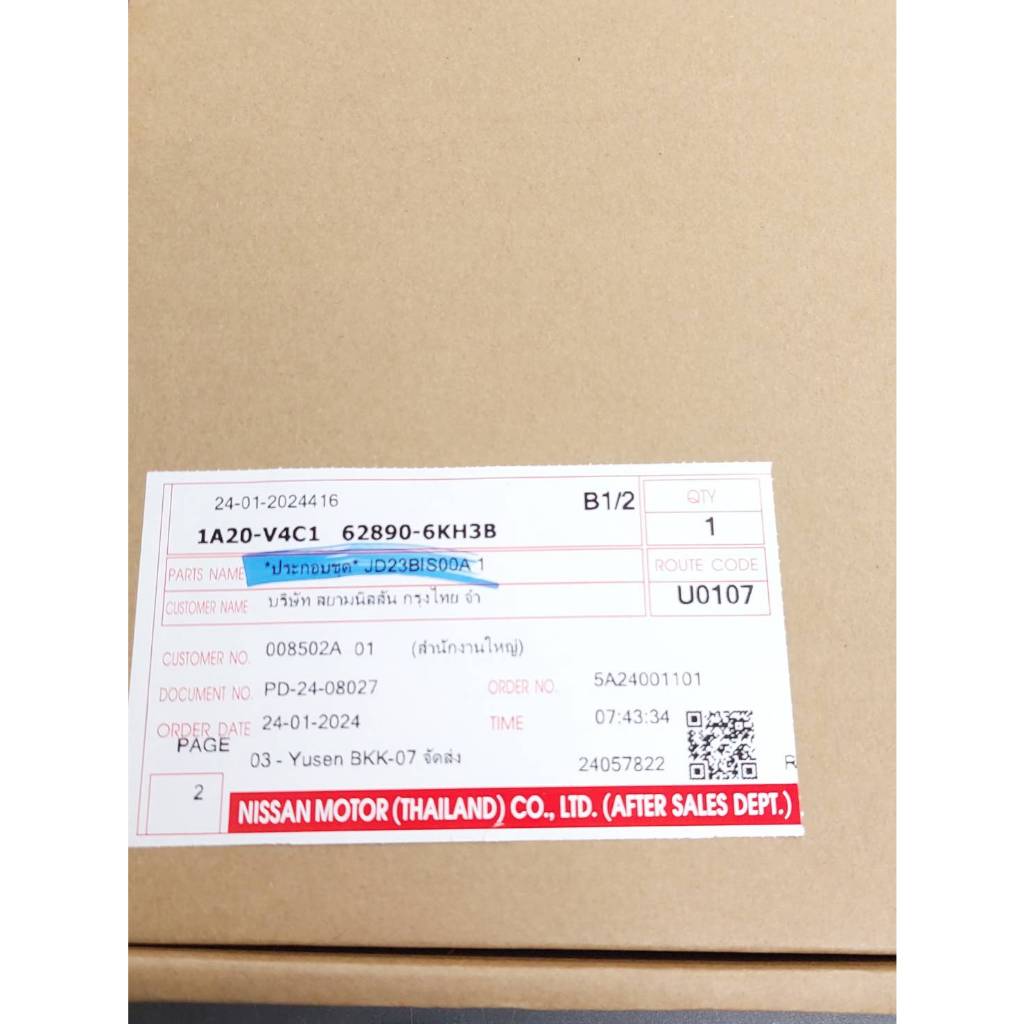 24-01-2024416 B1/2 QTY
1A20-V4C1 62890-6KH3B 1
PARTS NAME *ประกอบชุด* JD23BIS00A 1 ROUTE CODE
CUSTOMER NAME บริษัท สยามนิสสัน กรุงไทย จำ U0107
CUSTOMER NO. 008502A 01 (สำนักงานใหญ่)
DOCUMENT NO. PD-24-08027 ORDER NO. 5A24001101
ORDER DATE 24-01-2024 TIME 07:43:34
PAGE 03 - Yusen BKK-07 จัดส่ง 24057822
2 NISSAN MOTOR (THAILAND) CO., LTD. (AFTER SALES DEPT.)